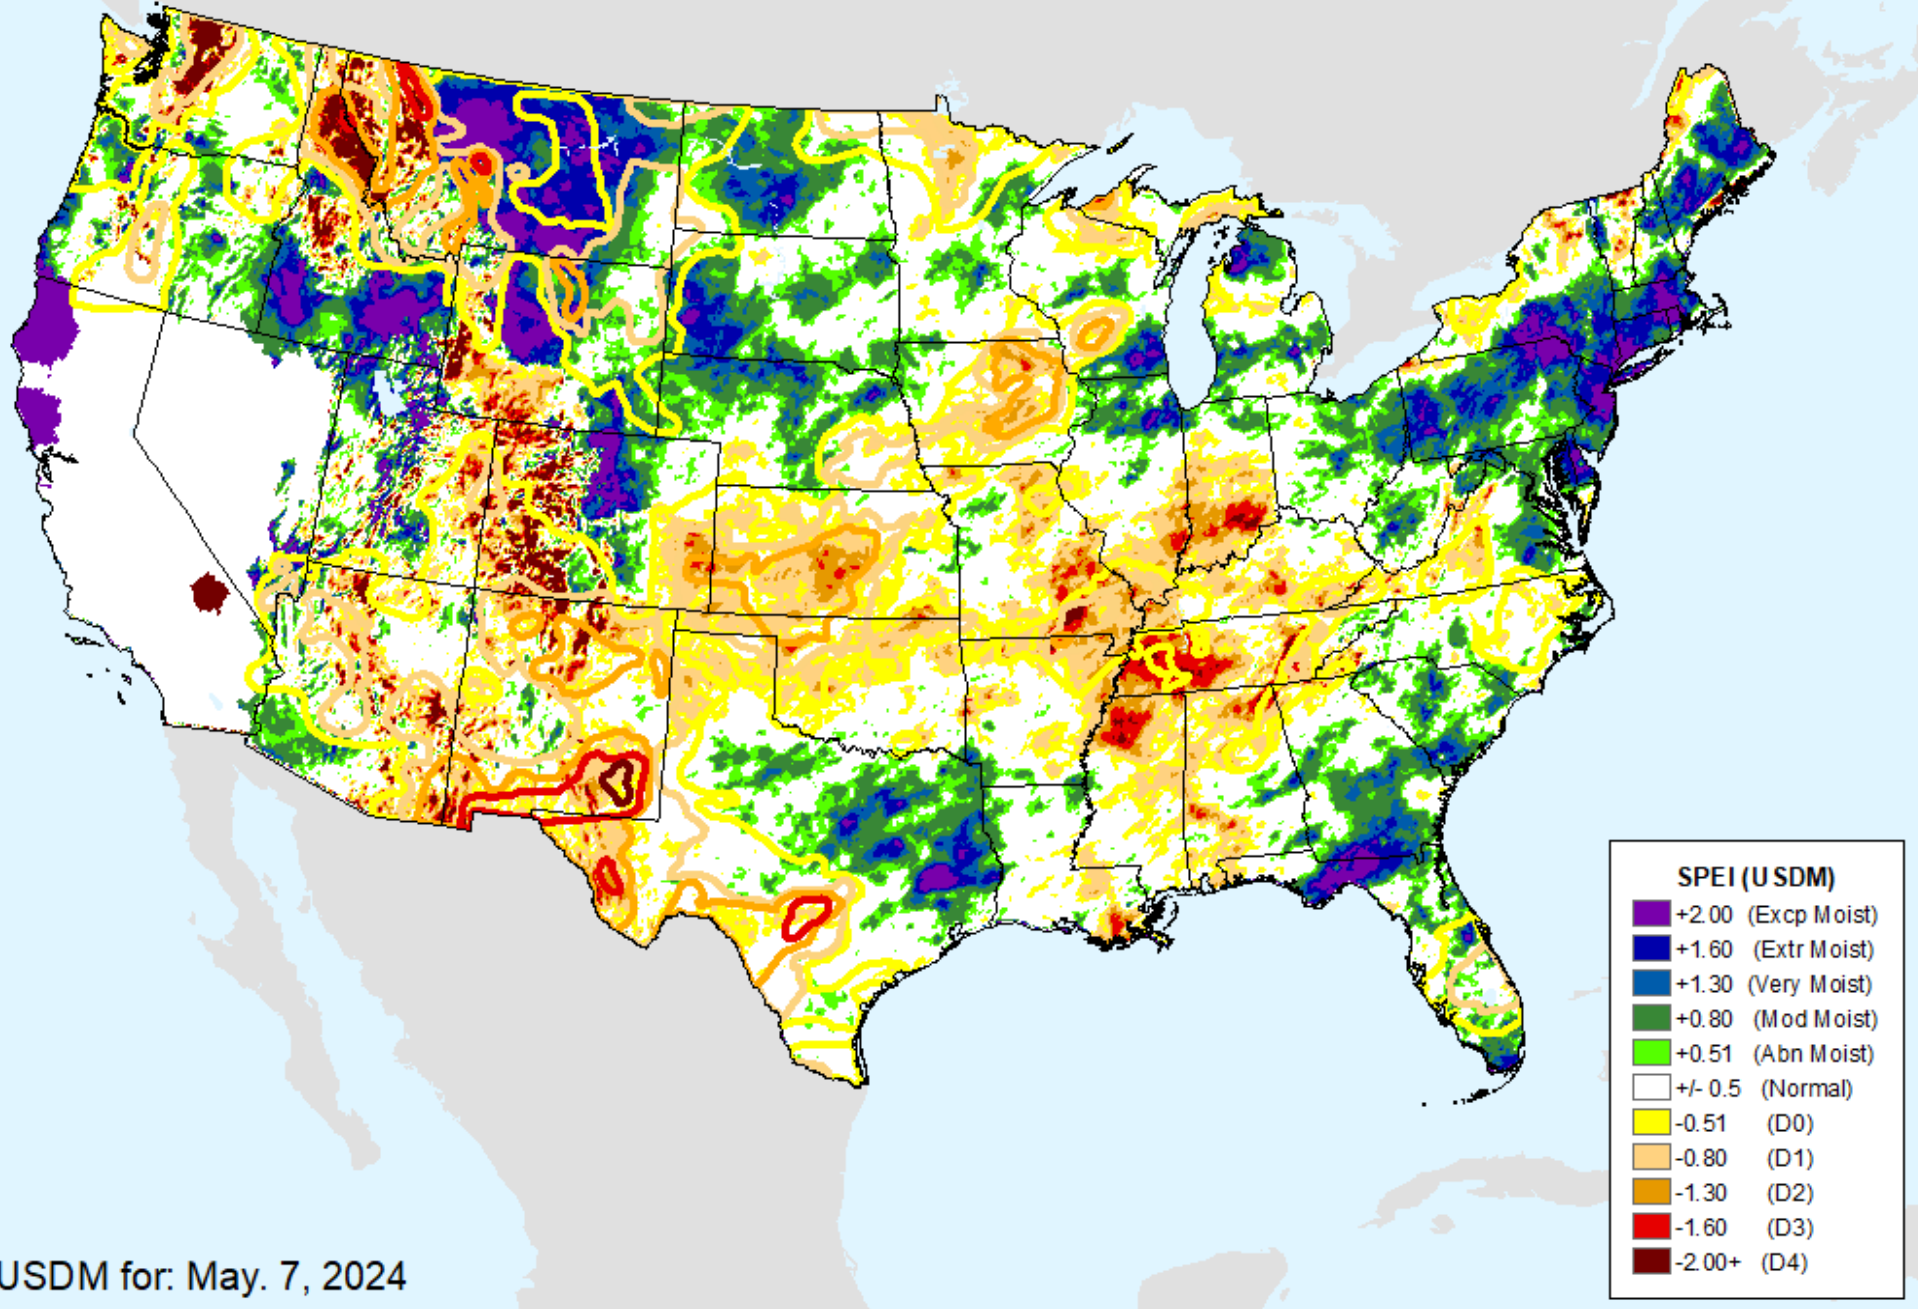 SPEI (USDM)
+2.00 (Excp Moist)
+1.60 (Extr Moist)
+1.30 (Very Moist)
+0.80 (Mod Moist)
+0.51 (Abn Moist)
+/- 0.5 (Normal)
-0.51 (D0)
-0.80 (D1)
-1.30 (D2)
-1.60 (D3)
-2.00+ (D4)
USDM for: May. 7, 2024